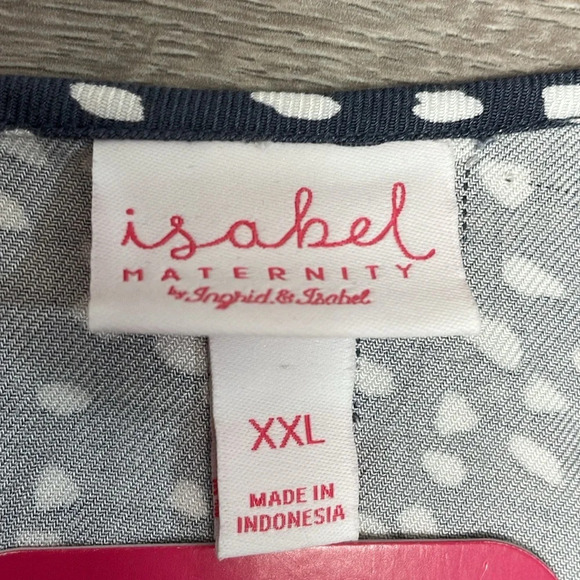 isabel
MATERNITY
by Ingrid & Isabel
XXL
MADE IN
INDONESIA